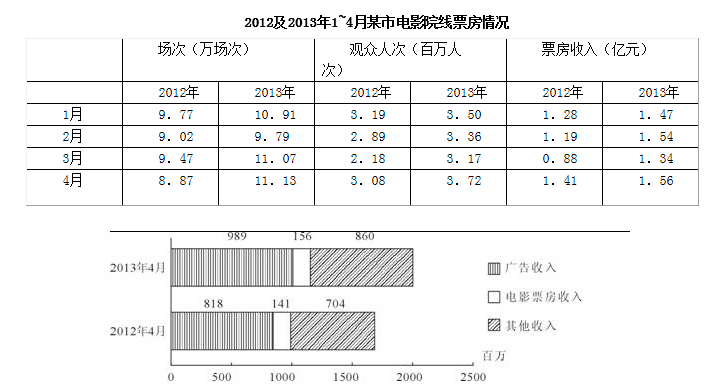 2012及2013年1~4月某市电影院线票房情况
场次（万场次） 观众人次（百万人次） 票房收入（亿元）
2012年 2013年 2012年 2013年 2012年 2013年
1月 9. 77 10. 91 3. 19 3. 50 1. 28 1. 47
2月 9. 02 9. 79 2. 89 3. 36 1. 19 1. 54
3月 9. 47 11. 07 2. 18 3. 17 0. 88 1. 34
4月 8. 87 11. 13 3. 08 3. 72 1. 41 1. 56
989 156 860
2013年4月
818 141 704
2012年4月
广告收入
电影票房收入
其他收入
百万
0 500 1000 1500 2000 2500